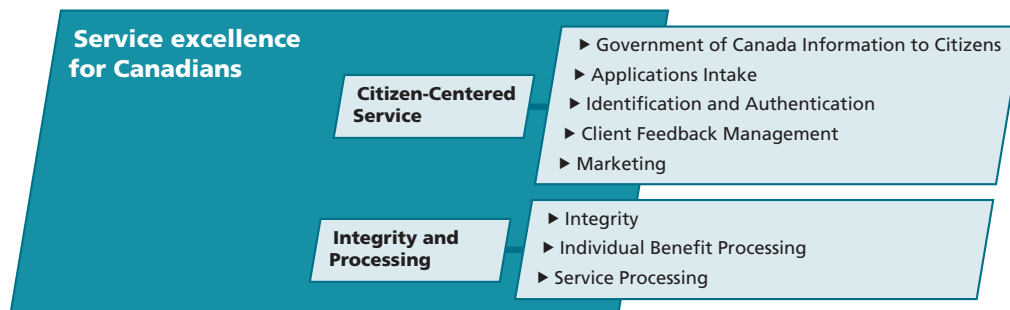 Service excellence
for Canadians
Citizen-Centered
Service
▶ Government of Canada Information to Citizens
▶ Applications Intake
▶ Identification and Authentication
▶ Client Feedback Management
▶ Marketing
Integrity and
Processing
▶ Integrity
▶ Individual Benefit Processing
▶ Service Processing